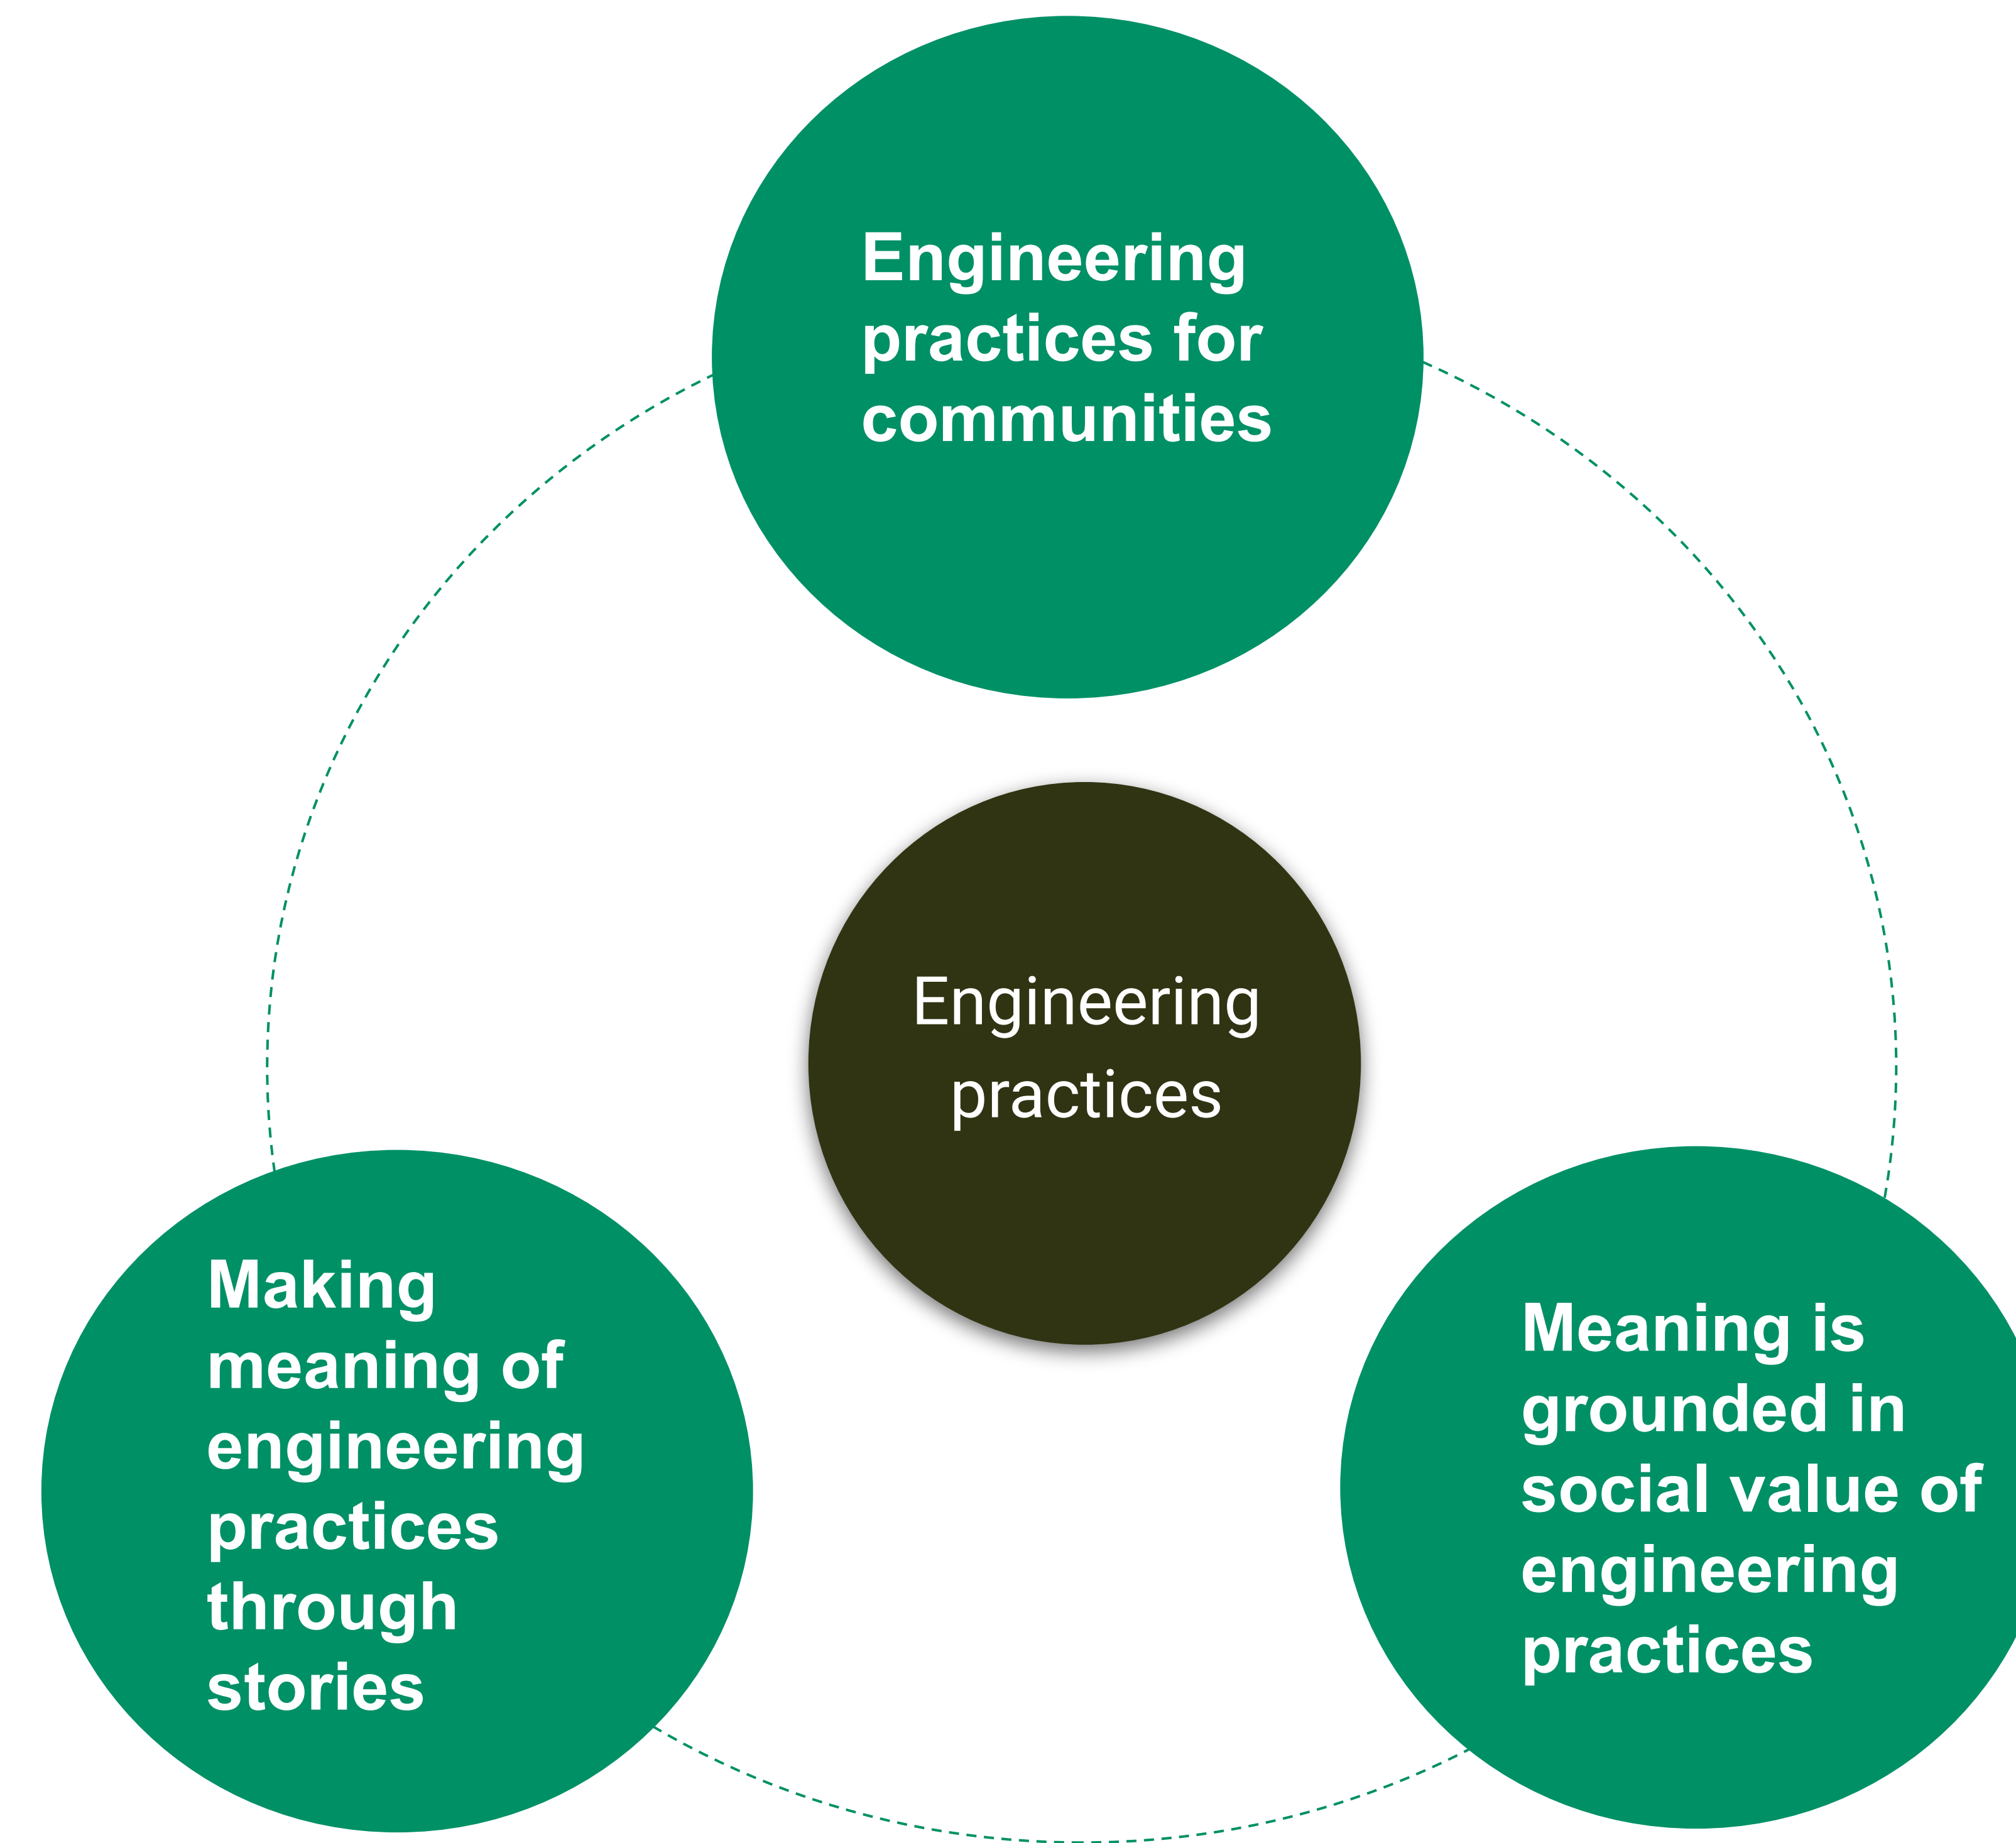 Engineering
practices for
communities
Engineering
practices
Making
meaning of
engineering
practices
through
stories
Meaning is
grounded in
social value of
engineering
practices